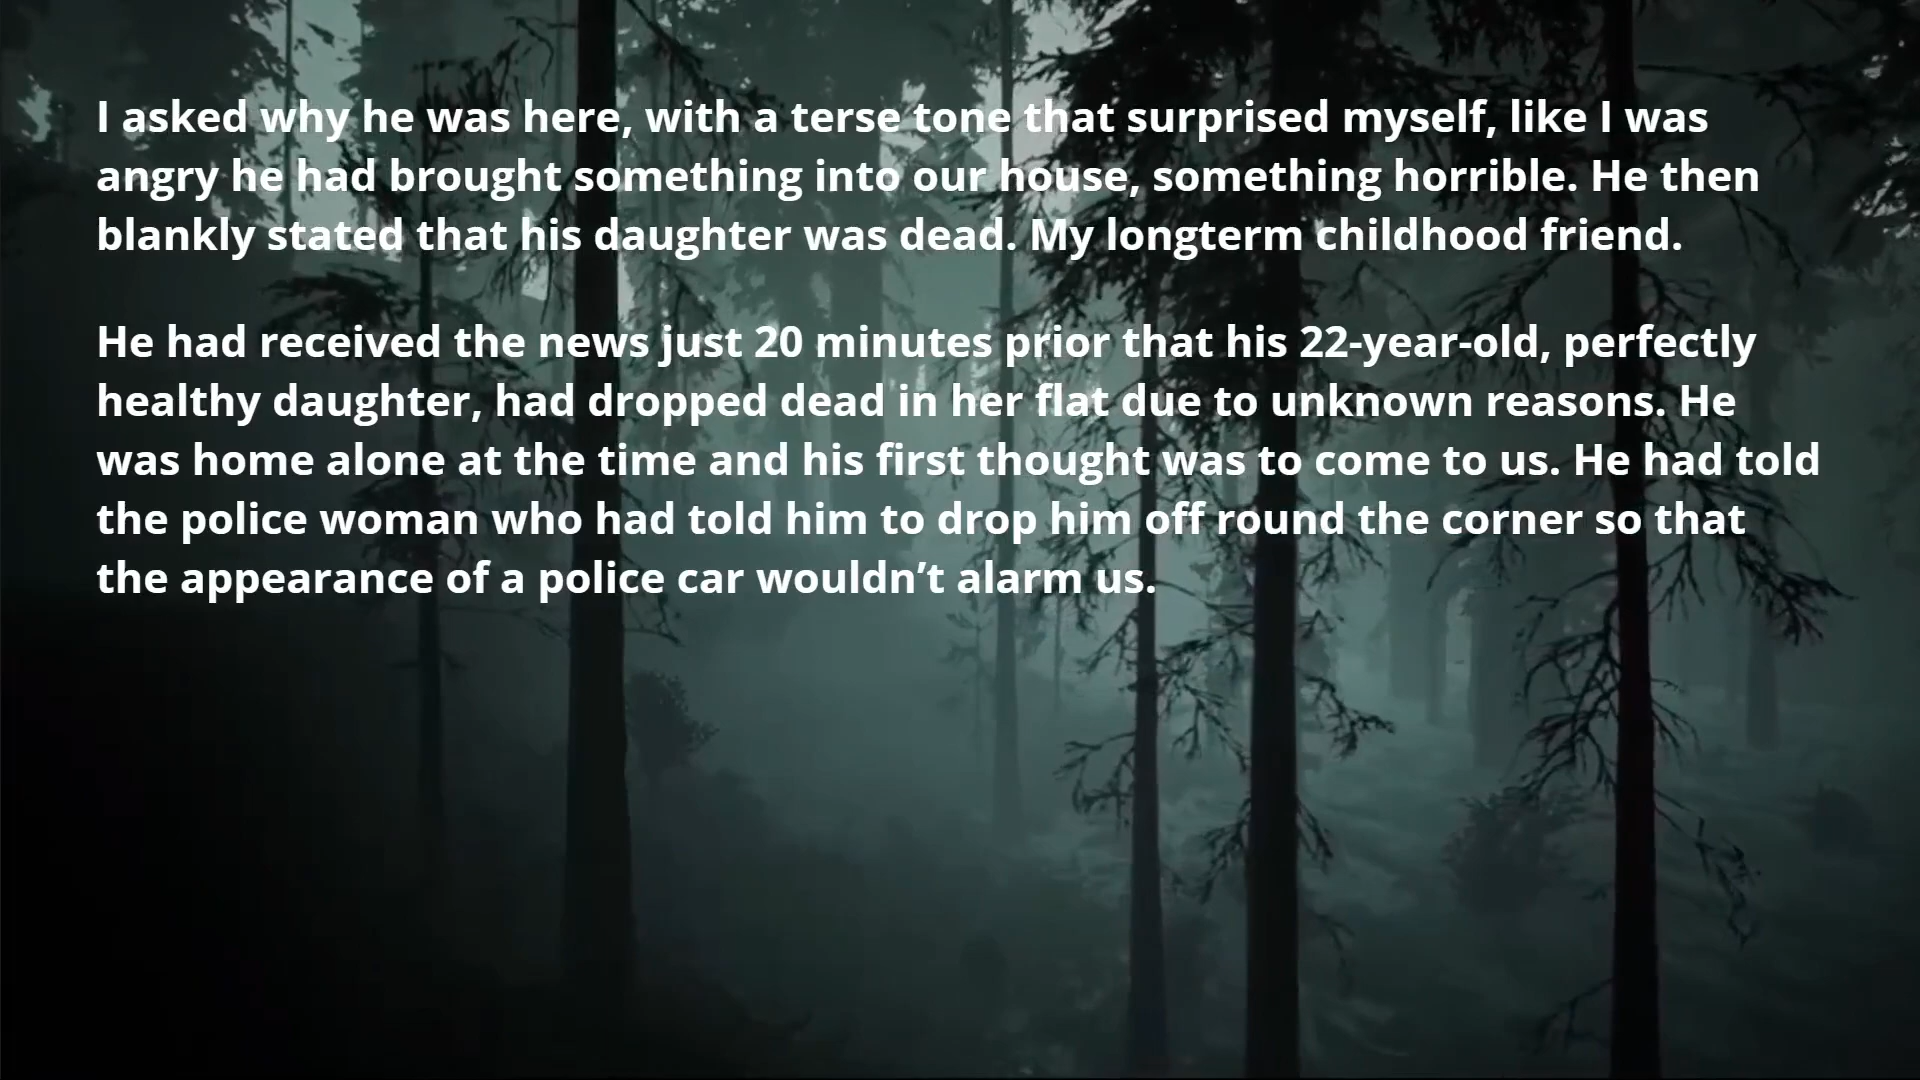 I asked why he was here, with a terse tone that surprised myself, like I was
angry he had brought something into our house, something horrible. He then
blankly stated that his daughter was dead. My longterm childhood friend.
He had received the news just 20 minutes prior that his 22-year-old, perfectly
healthy daughter, had dropped dead in her flat due to unknown reasons. He
was home alone at the time and his first thought was to come to us. He had told
the police woman who had told him to drop him off round the corner so that
the appearance of a police car wouldn’t alarm us.